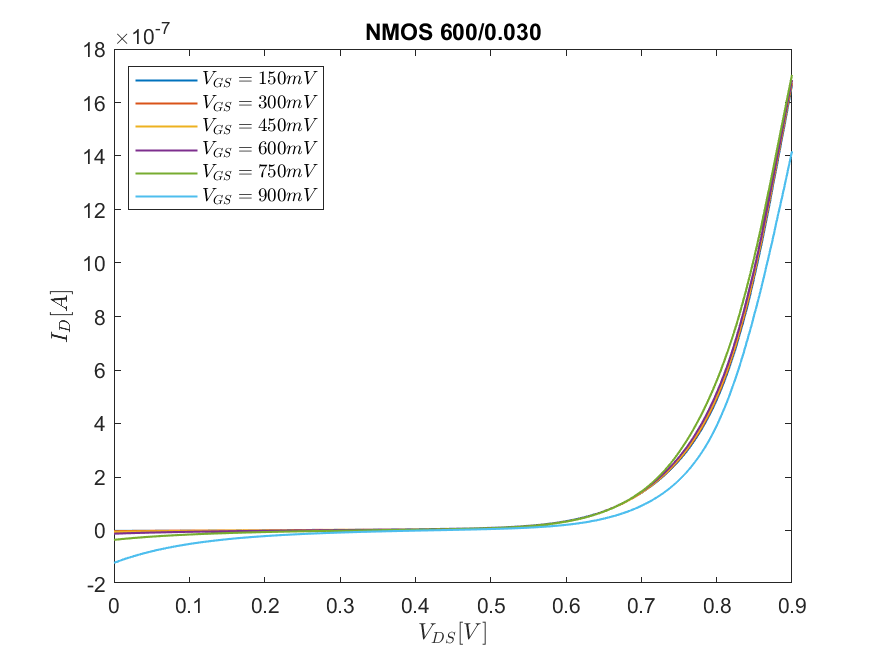 NMOS 600/0.030
×10⁻⁷
18
16
14
12
10
8
6
4
2
0
-2
I_D[A]
V_GS = 150mV
V_GS = 300mV
V_GS = 450mV
V_GS = 600mV
V_GS = 750mV
V_GS = 900mV
0 0.1 0.2 0.3 0.4 0.5 0.6 0.7 0.8 0.9
V_DS[V]